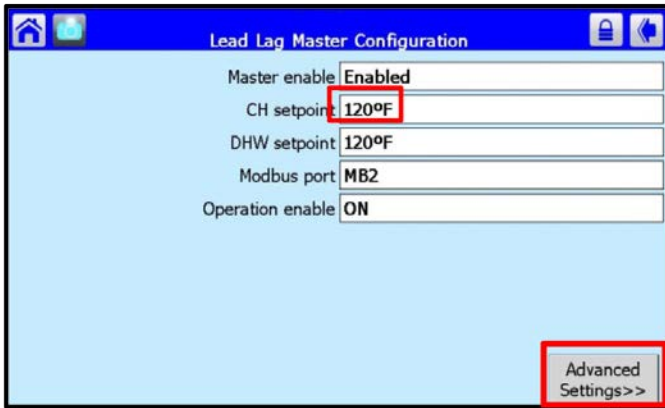 Lead Lag Master Configuration
Master enable Enabled
CH setpoint 120ºF
DHW setpoint 120ºF
Modbus port MB2
Operation enable ON
Advanced
Settings>>